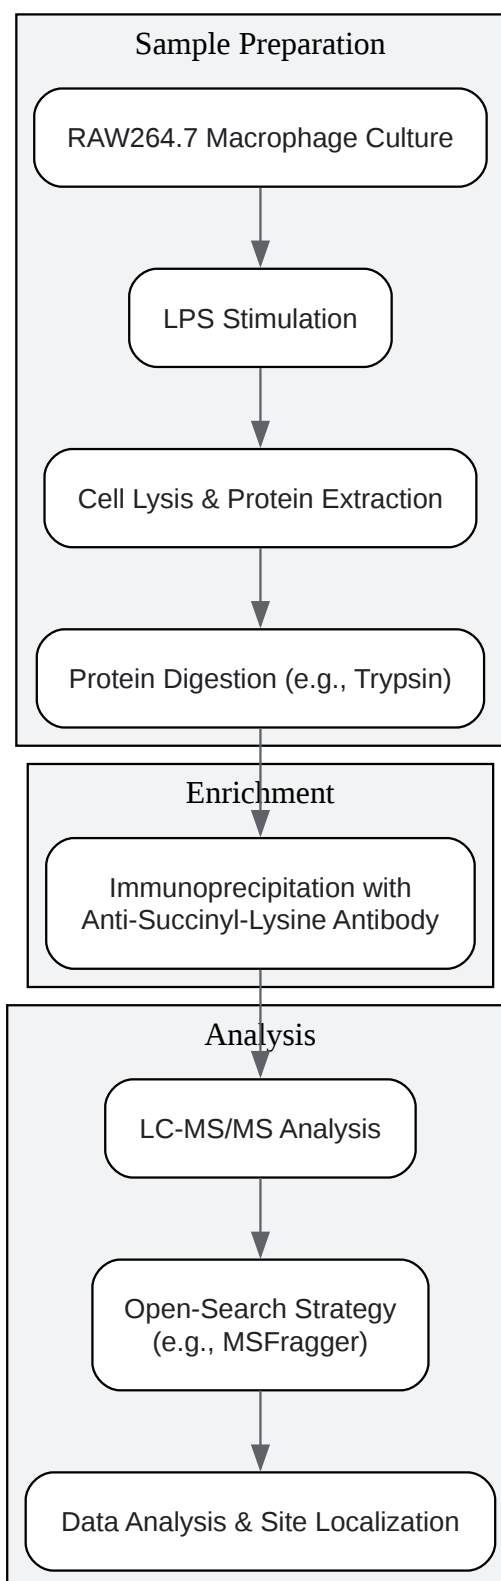 Sample Preparation
RAW264.7 Macrophage Culture
LPS Stimulation
Cell Lysis & Protein Extraction
Protein Digestion (e.g., Trypsin)
Enrichment
Immunoprecipitation with
Anti-Succinyl-Lysine Antibody
Analysis
LC-MS/MS Analysis
Open-Search Strategy
(e.g., MSFragger)
Data Analysis & Site Localization